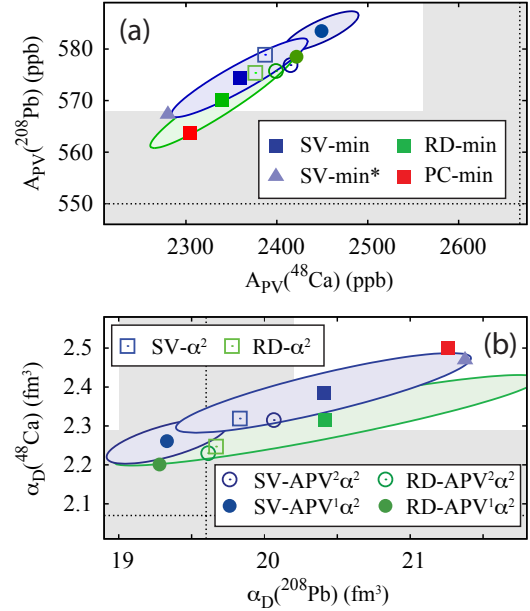 (a)
580
570
560
550
A_PV(²⁰⁸Pb) (ppb)
SV-min
RD-min
SV-min*
PC-min
2300 2400 2500 2600
A_PV(⁴⁸Ca) (ppb)
(b)
SV-α²
RD-α²
2.5
2.4
2.3
2.2
2.1
α_D(⁴⁸Ca) (fm³)
SV-APV²α²
RD-APV²α²
SV-APV¹α²
RD-APV¹α²
19 20 21
α_D(²⁰⁸Pb) (fm³)